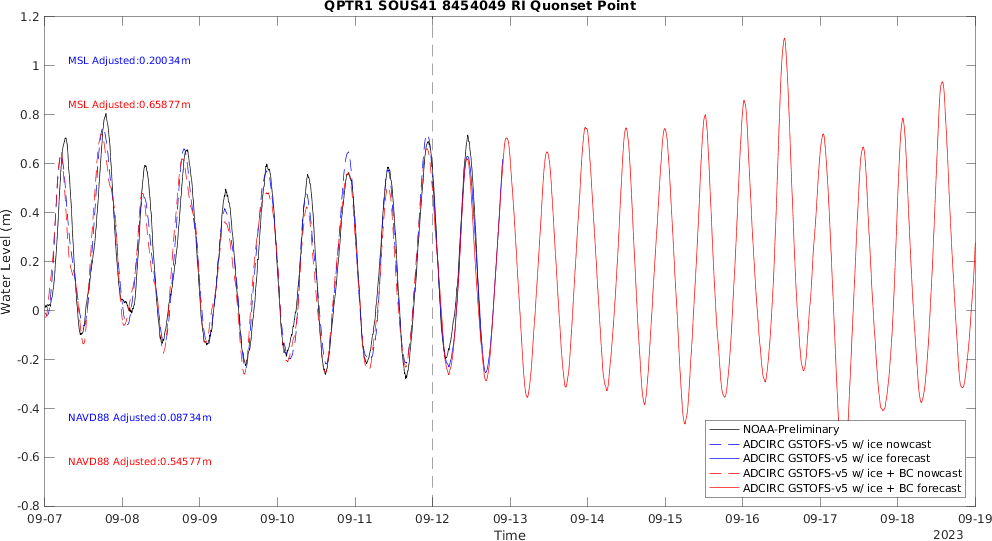 QPTR1 SOUS41 8454049 RI Quonset Point
1.2
1
0.8
0.6
0.4
0.2
0
-0.2
-0.4
-0.6
-0.8
Water Level (m)
MSL Adjusted:0.20034m
MSL Adjusted:0.65877m
NAVD88 Adjusted:0.08734m
NAVD88 Adjusted:0.54577m
NOAA-Preliminary
ADCIRC GSTOFS-v5 w/ ice nowcast
ADCIRC GSTOFS-v5 w/ ice forecast
ADCIRC GSTOFS-v5 w/ ice + BC nowcast
ADCIRC GSTOFS-v5 w/ ice + BC forecast
09-07 09-08 09-09 09-10 09-11 09-12 09-13 09-14 09-15 09-16 09-17 09-18 09-19
Time
2023